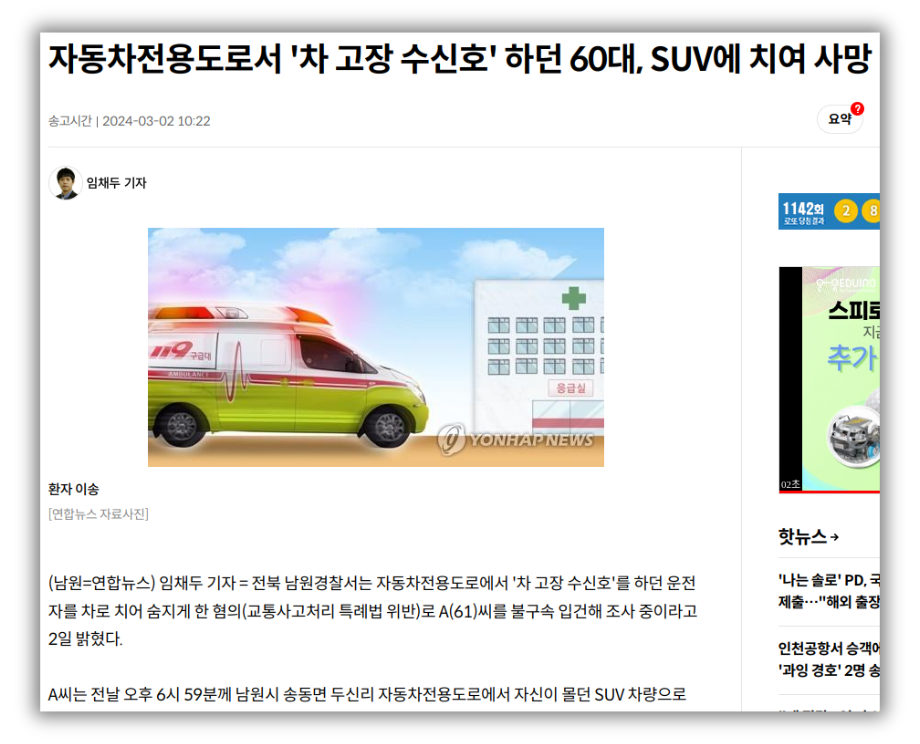 자동차전용도로서 '차 고장 수신호' 하던 60대, SUV에 치여 사망
송고시간 | 2024-03-02 10:22
요약
?
임채두 기자
1142회
로또 당첨결과
2 8
119 구급대
AMBULANCE
응급실
YONHAP NEWS
EDUINO
스피로
지금
추가
02초
환자 이송
[연합뉴스 자료사진]
핫뉴스
(남원=연합뉴스) 임채두 기자 = 전북 남원경찰서는 자동차전용도로에서 '차 고장 수신호'를 하던 운전
자를 차로 치어 숨지게 한 혐의(교통사고처리 특례법 위반)로 A(61)씨를 불구속 입건해 조사 중이라고
2일 밝혔다.
A씨는 전날 오후 6시 59분께 남원시 송동면 두신리 자동차전용도로에서 자신이 몰던 SUV 차량으로
'나는 솔로' PD,
제출…"해외 출장
인천공항서 승객에
'과잉 경호' 2명 송